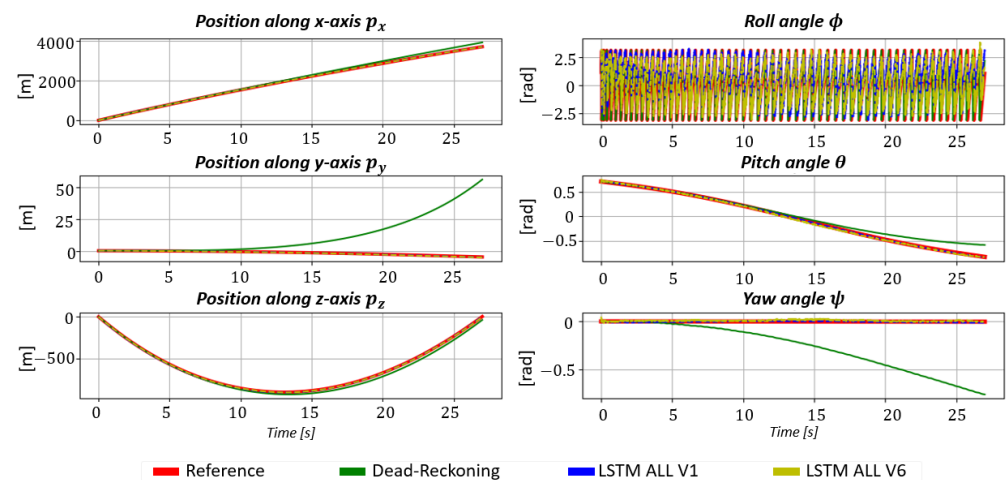 Position along x-axis pₓ
4000
2000
0
[m]
0 5 10 15 20 25
Roll angle ϕ
2.5
0
−2.5
[rad]
0 5 10 15 20 25
Position along y-axis p_y
50
25
0
[m]
0 5 10 15 20 25
Pitch angle θ
0.5
0
−0.5
[rad]
0 5 10 15 20 25
Position along z-axis p_z
0
−500
[m]
0 5 10 15 20 25
Time [s]
Yaw angle ψ
0
−0.5
[rad]
0 5 10 15 20 25
Time [s]
Reference Dead-Reckoning LSTM ALL V1 LSTM ALL V6